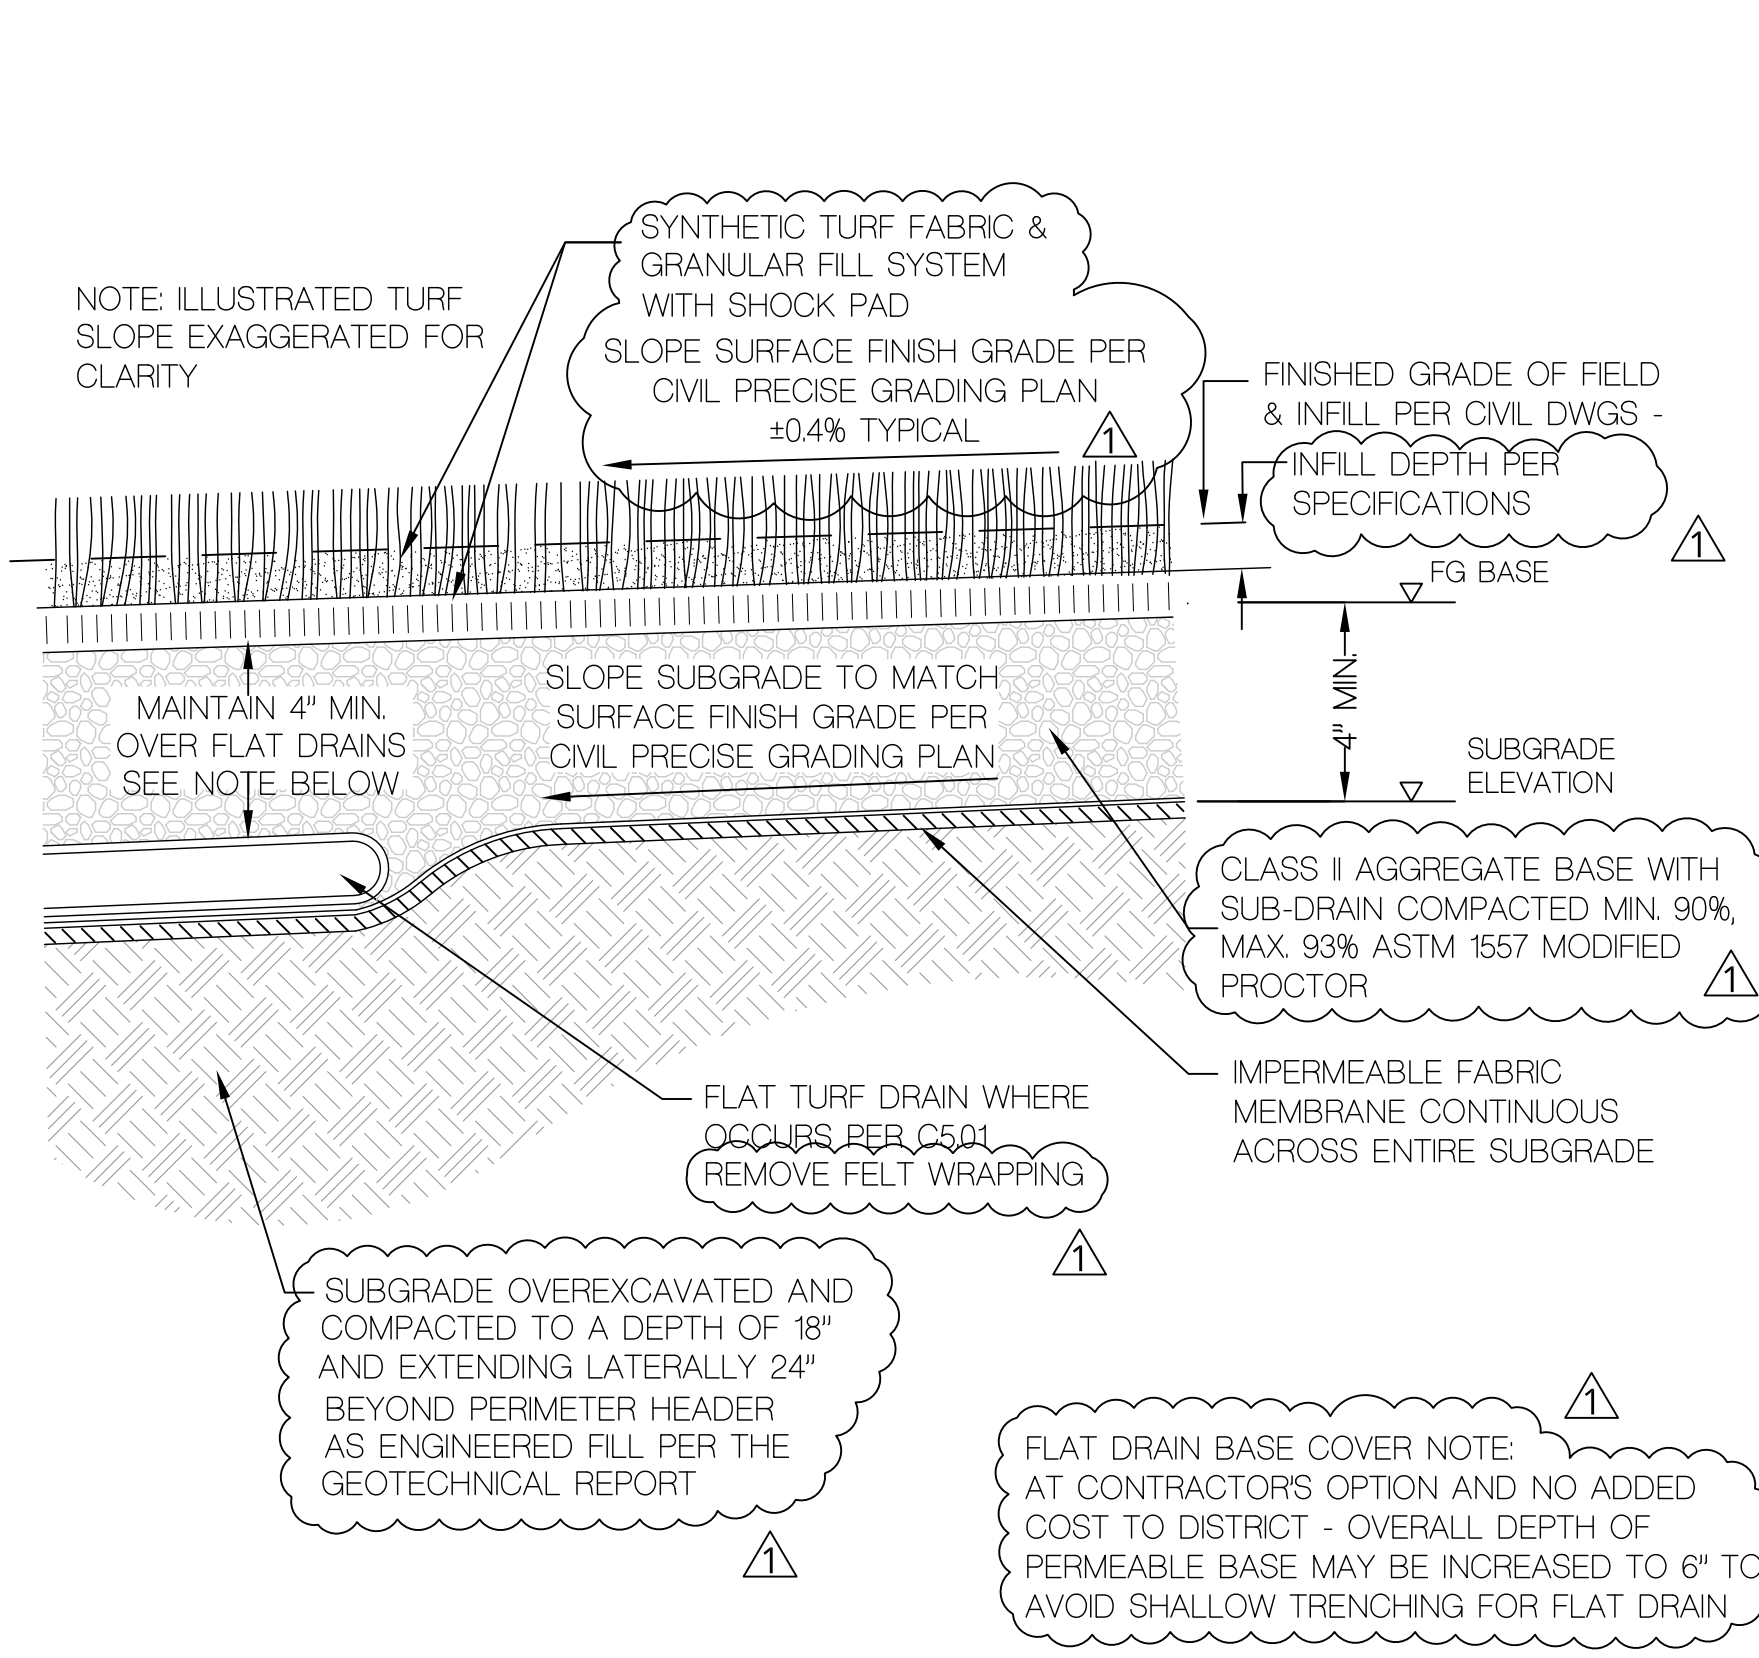 SYNTHETIC TURF FABRIC &
GRANULAR FILL SYSTEM
WITH SHOCK PAD
SLOPE SURFACE FINISH GRADE PER
CIVIL PRECISE GRADING PLAN
±0.4% TYPICAL
1
NOTE: ILLUSTRATED TURF
SLOPE EXAGGERATED FOR
CLARITY
FINISHED GRADE OF FIELD
& INFILL PER CIVIL DWGS -
INFILL DEPTH PER
SPECIFICATIONS
1
FG BASE
4" MIN.
SUBGRADE
ELEVATION
MAINTAIN 4" MIN.
OVER FLAT DRAINS
SEE NOTE BELOW
SLOPE SUBGRADE TO MATCH
SURFACE FINISH GRADE PER
CIVIL PRECISE GRADING PLAN
CLASS II AGGREGATE BASE WITH
SUB-DRAIN COMPACTED MIN. 90%,
MAX. 93% ASTM 1557 MODIFIED
PROCTOR
1
IMPERMEABLE FABRIC
MEMBRANE CONTINUOUS
ACROSS ENTIRE SUBGRADE
FLAT TURF DRAIN WHERE
OCCURS PER C5.01
REMOVE FELT WRAPPING
1
SUBGRADE OVEREXCAVATED AND
COMPACTED TO A DEPTH OF 18"
AND EXTENDING LATERALLY 24"
BEYOND PERIMETER HEADER
AS ENGINEERED FILL PER THE
GEOTECHNICAL REPORT
1
1
FLAT DRAIN BASE COVER NOTE:
AT CONTRACTOR'S OPTION AND NO ADDED
COST TO DISTRICT - OVERALL DEPTH OF
PERMEABLE BASE MAY BE INCREASED TO 6" TO
AVOID SHALLOW TRENCHING FOR FLAT DRAIN